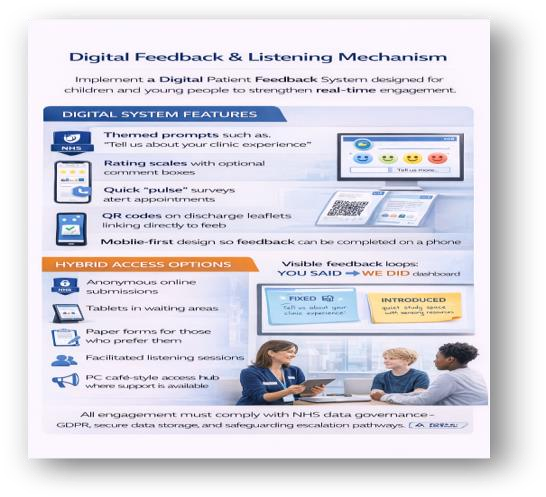 Digital Feedback & Listening Mechanism
Implement a Digital Patient Feedback System designed for
children and young people to strengthen real-time engagement.
DIGITAL SYSTEM FEATURES
NHS
Themed prompts such as.
"Tell us about your clinic experience"
Rating scales with optional
comment boxes
Quick "pulse" surveys
atert appointments
QR codes on discharge leaflets
linking directly to feeb
Moblie-first design so feedback can be completed on a phone
Tell us more..
HYBRID ACCESS OPTIONS
Anonymous online
submissions
Tablets in waiting areas
Paper forms for those
who prefer them
Facilitated listening sessions
PC café-style access hub
where support is available
Visible feedback loops:
YOU SAID WE DID dashboard
FIXED
Tell us about your
clinic experience'
INTRODUCED
quiet study space
with sensory resources
All engagement must comply with NHS data governance-
GDPR, secure data storage, and safeguarding escalation pathways.